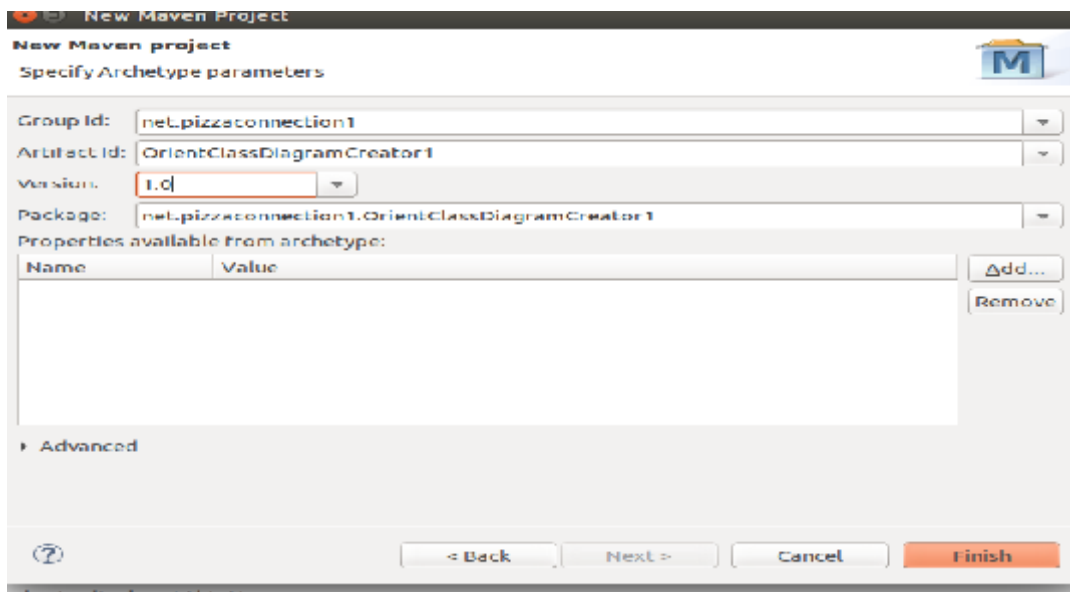 New Maven Project
New Maven project
Specify Archetype parameters
M
Group Id: net.pizzaconnection1
Artifact Id: OrientClassDiagramCreator1
Version: 1.0
Package: net.pizzaconnection1.OrientClassDiagramCreator1
Properties available from archetype:
Name Value
Add...
Remove
Advanced
?
< Back Next > Cancel Finish